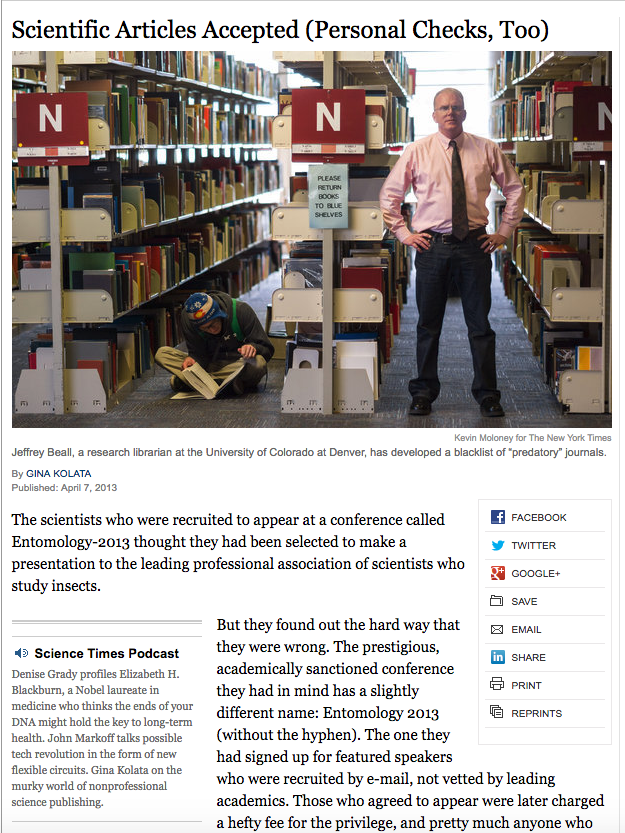 Scientific Articles Accepted (Personal Checks, Too)
N
N
N
PLEASE
RETURN
BOOKS
TO BLUE
SHELVES
Kevin Moloney for The New York Times
Jeffrey Beall, a research librarian at the University of Colorado at Denver, has developed a blacklist of “predatory” journals.
By GINA KOLATA
Published: April 7, 2013
The scientists who were recruited to appear at a conference called
Entomology-2013 thought they had been selected to make a
presentation to the leading professional association of scientists who
study insects.
FACEBOOK
TWITTER
GOOGLE+
SAVE
EMAIL
SHARE
PRINT
REPRINTS
Science Times Podcast
Denise Grady profiles Elizabeth H.
Blackburn, a Nobel laureate in
medicine who thinks the ends of your
DNA might hold the key to long-term
health. John Markoff talks possible
tech revolution in the form of new
flexible circuits. Gina Kolata on the
murky world of nonprofessional
science publishing.
But they found out the hard way that
they were wrong. The prestigious,
academically sanctioned conference
they had in mind has a slightly
different name: Entomology 2013
(without the hyphen). The one they
had signed up for featured speakers
who were recruited by e-mail, not vetted by leading
academics. Those who agreed to appear were later charged
a hefty fee for the privilege, and pretty much anyone who